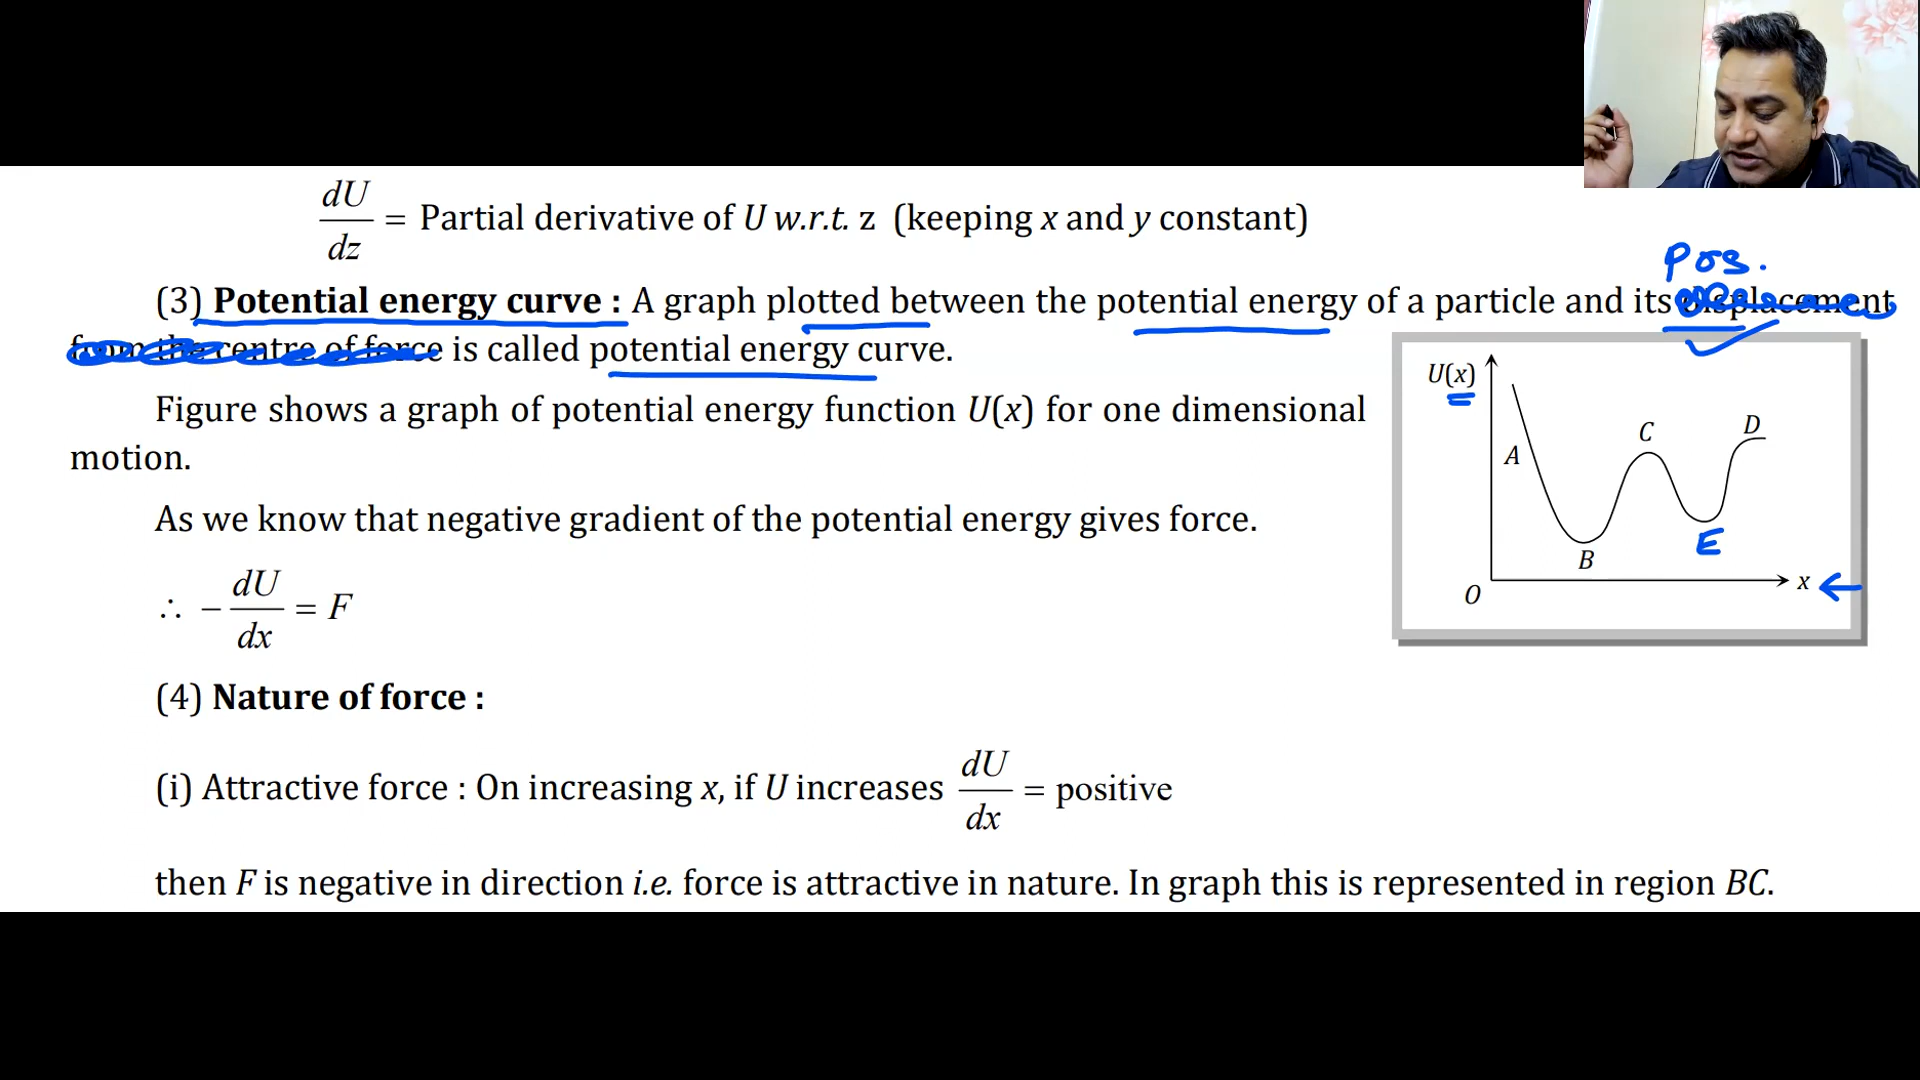 dU/dz = Partial derivative of U w.r.t. z (keeping x and y constant)
Pos.
(3) Potential energy curve : A graph plotted between the potential energy of a particle and its displacement
from the centre of force is called potential energy curve.
Figure shows a graph of potential energy function U(x) for one dimensional
motion.
As we know that negative gradient of the potential energy gives force.
∴ −dU/dx = F
U(x)
A
B
C
D
E
O
x
(4) Nature of force :
(i) Attractive force : On increasing x, if U increases dU/dx = positive
then F is negative in direction i.e. force is attractive in nature. In graph this is represented in region BC.